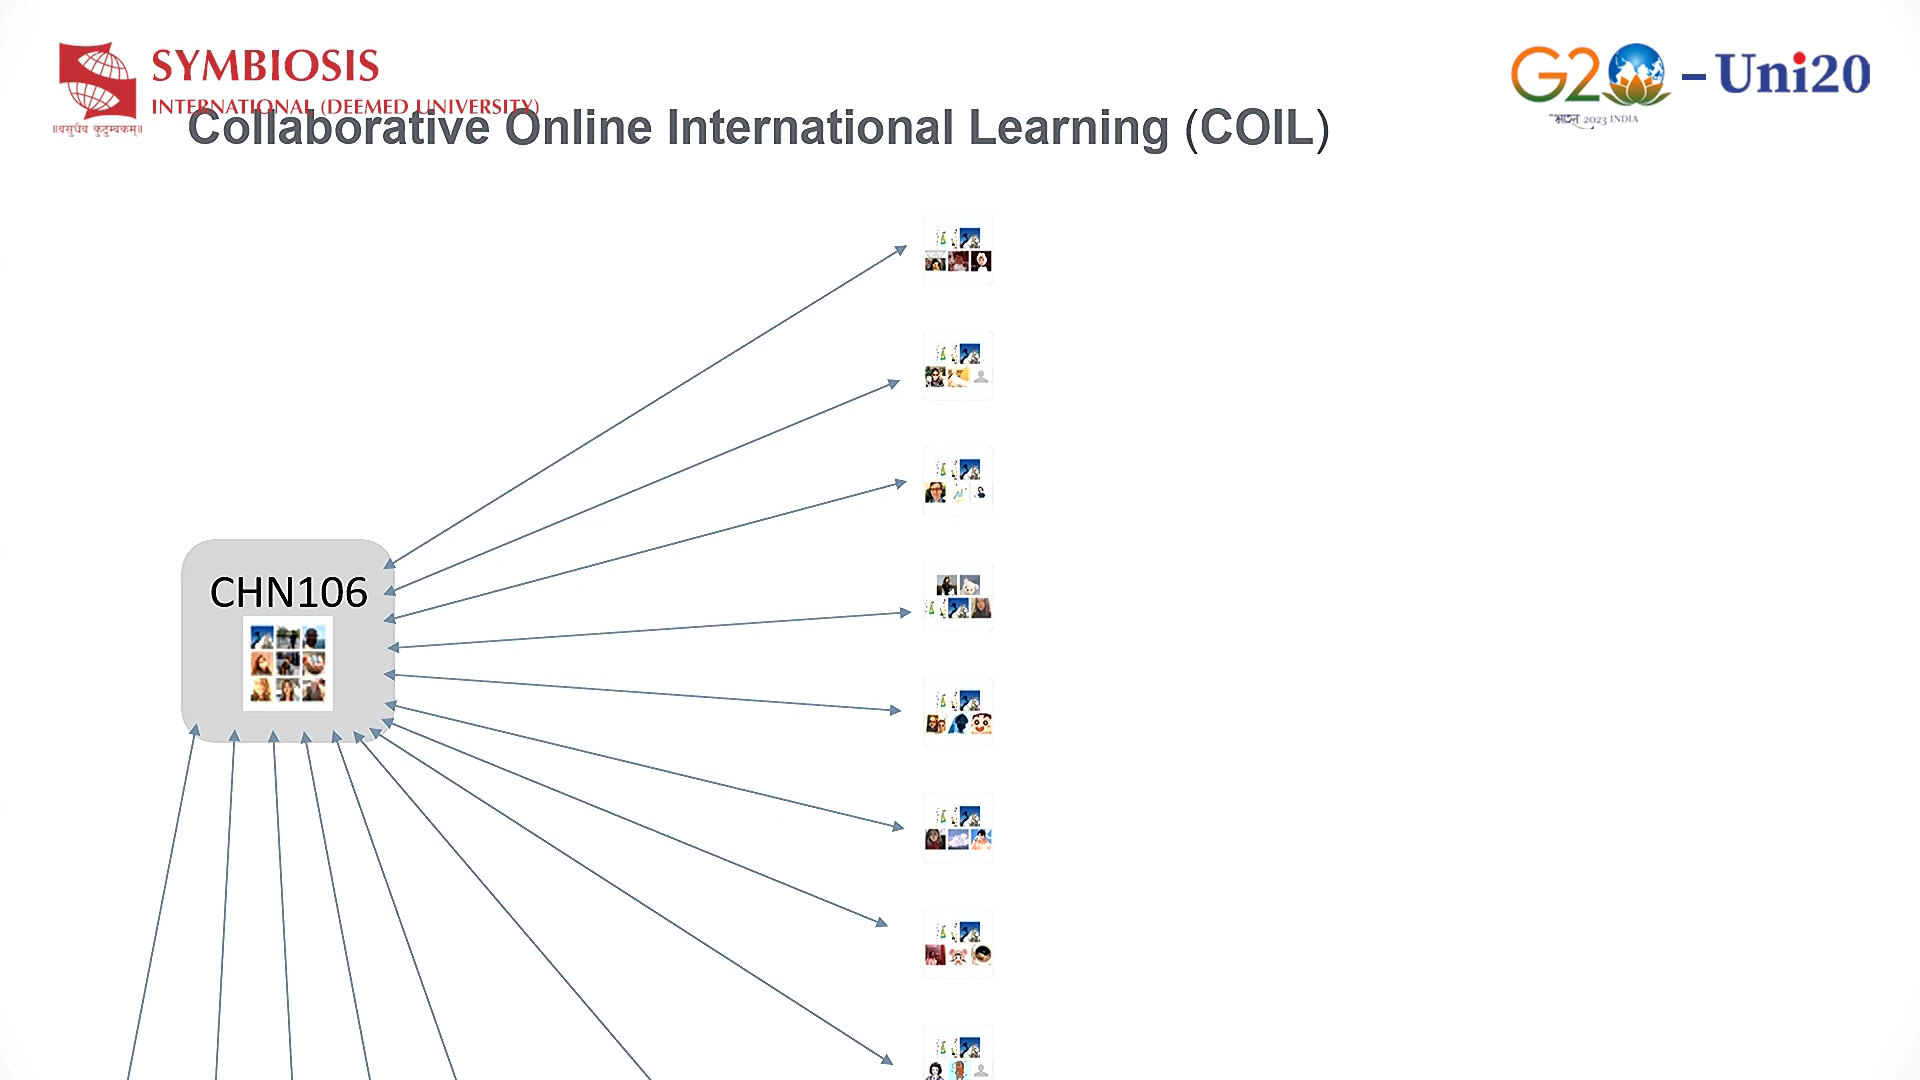 SYMBIOSIS
INTERNATIONAL (DEEMED UNIVERSITY)
॥वसुधैव कुटुम्बकम्॥
G20 – Uni20
भारत 2023 INDIA
Collaborative Online International Learning (COIL)
CHN106